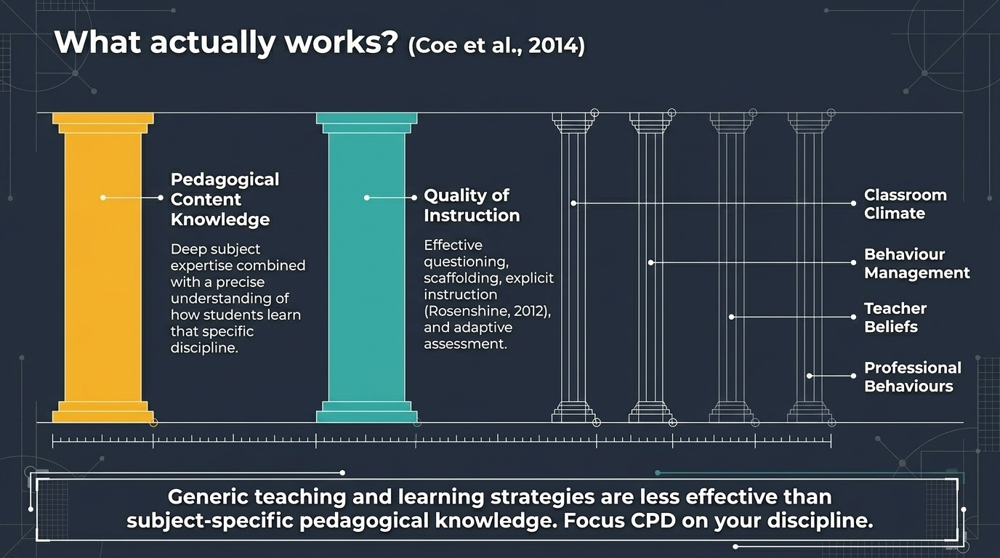 What actually works? (Coe et al., 2014)
Pedagogical
Content
Knowledge
Deep subject
expertise combined
with a precise
understanding of
how students learn
that specific
discipline.
Quality of
Instruction
Effective
questioning,
scaffolding, explicit
instruction
(Rosenshine, 2012),
and adaptive
assessment.
Classroom
Climate
Behaviour
Management
Teacher
Beliefs
Professional
Behaviours
Generic teaching and learning strategies are less effective than
subject-specific pedagogical knowledge. Focus CPD on your discipline.